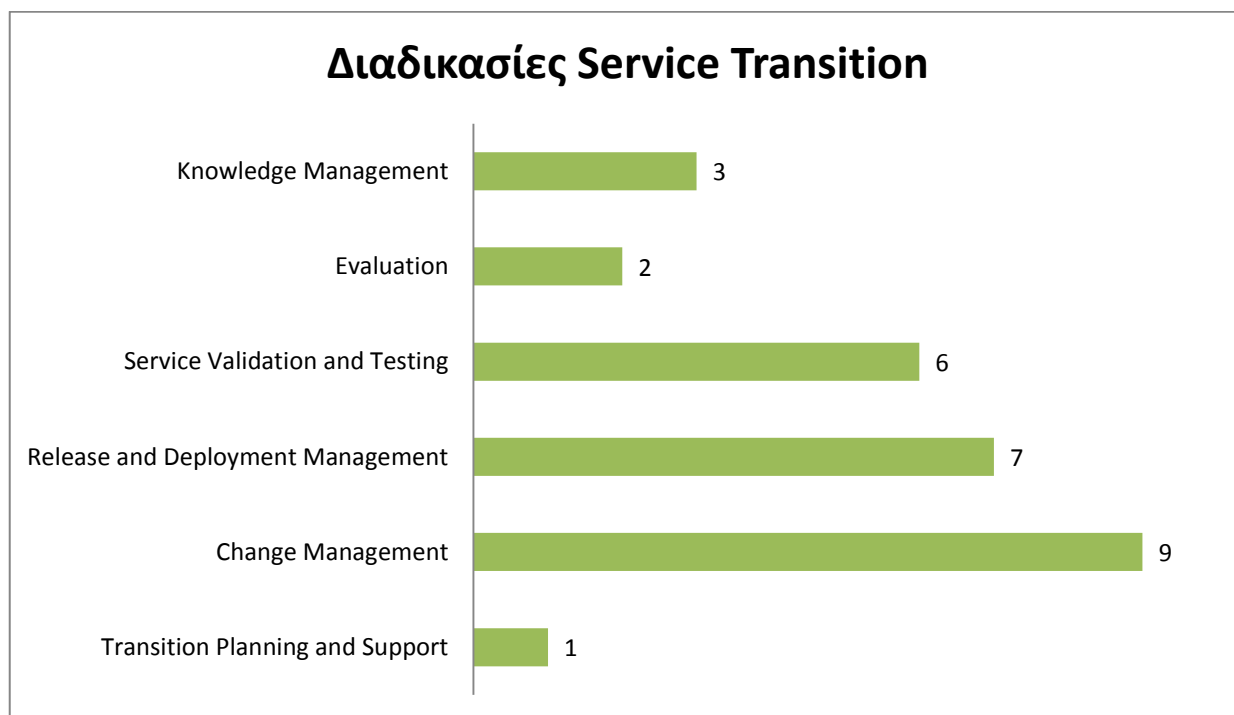 Διαδικασίες Service Transition
Knowledge Management 3
Evaluation 2
Service Validation and Testing 6
Release and Deployment Management 7
Change Management 9
Transition Planning and Support 1